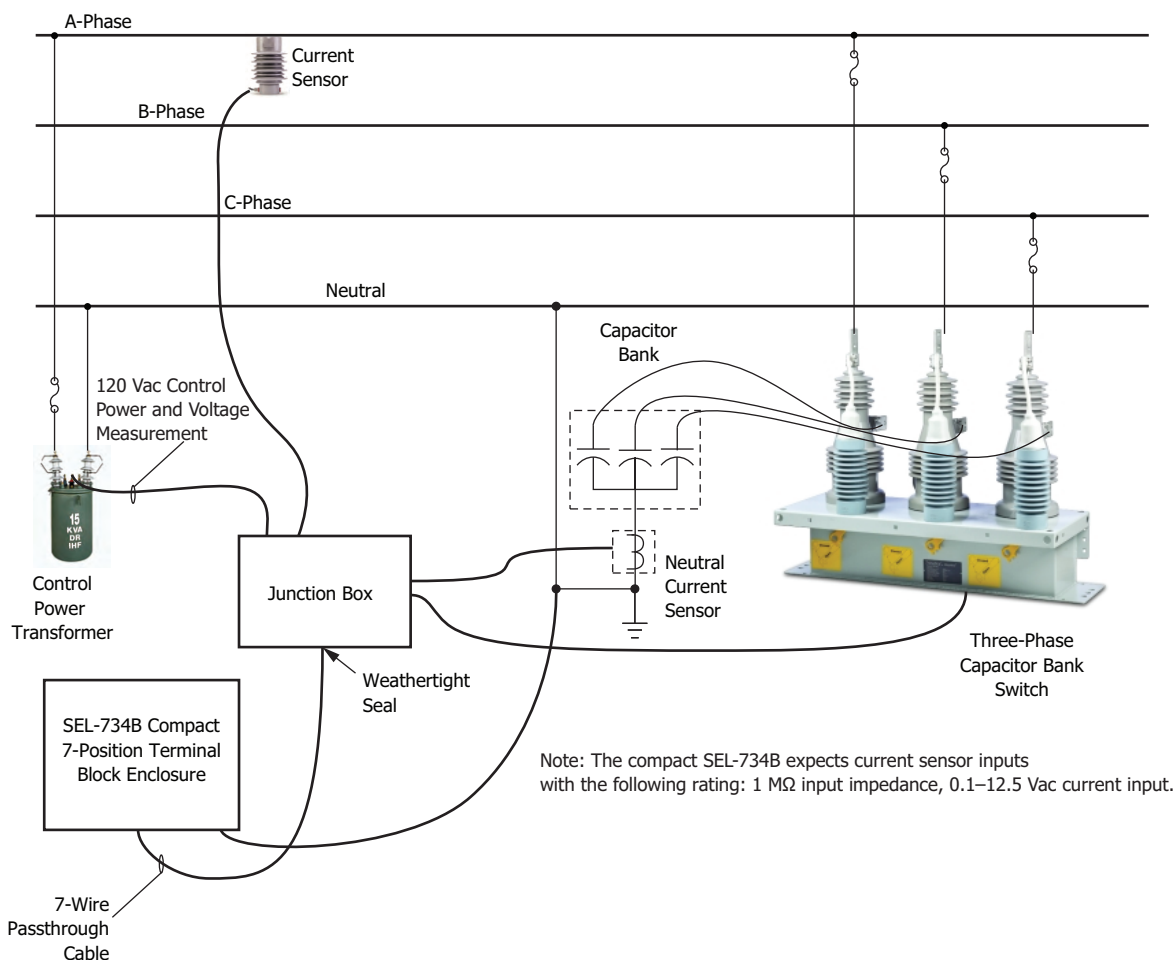 A-Phase
Current
Sensor
B-Phase
C-Phase
Neutral
Capacitor
Bank
120 Vac Control
Power and Voltage
Measurement
15
KVA
DR
IHF
Control
Power
Transformer
Junction Box
Neutral
Current
Sensor
Three-Phase
Capacitor Bank
Switch
Weathertight
Seal
SEL-734B Compact
7-Position Terminal
Block Enclosure
Note: The compact SEL-734B expects current sensor inputs
with the following rating: 1 MΩ input impedance, 0.1–12.5 Vac current input.
7-Wire
Passthrough
Cable